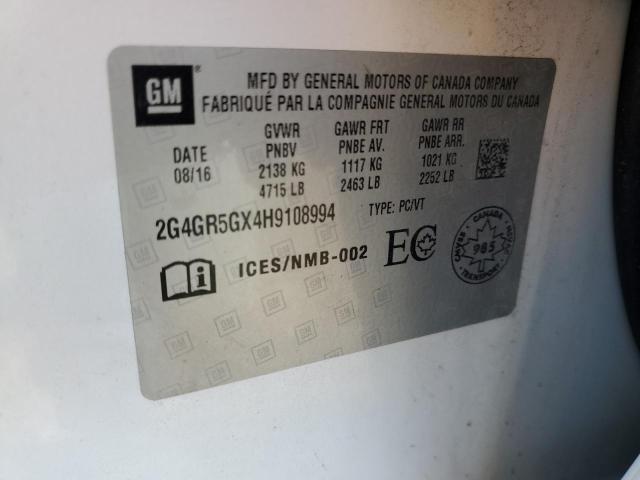 GM
MFD BY GENERAL MOTORS OF CANADA COMPANY
FABRIQUÉ PAR LA COMPAGNIE GENERAL MOTORS DU CANADA
DATE
08/16
GVWR
PNBV
2138 KG
4715 LB
GAWR FRT
PNBE AV.
1117 KG
2463 LB
GAWR RR
PNBE ARR.
1021 KG
2252 LB
2G4GR5GX4H9108994
TYPE: PC/VT
ICES/NMB-002
EC
CANADA
985
TRANSPORT